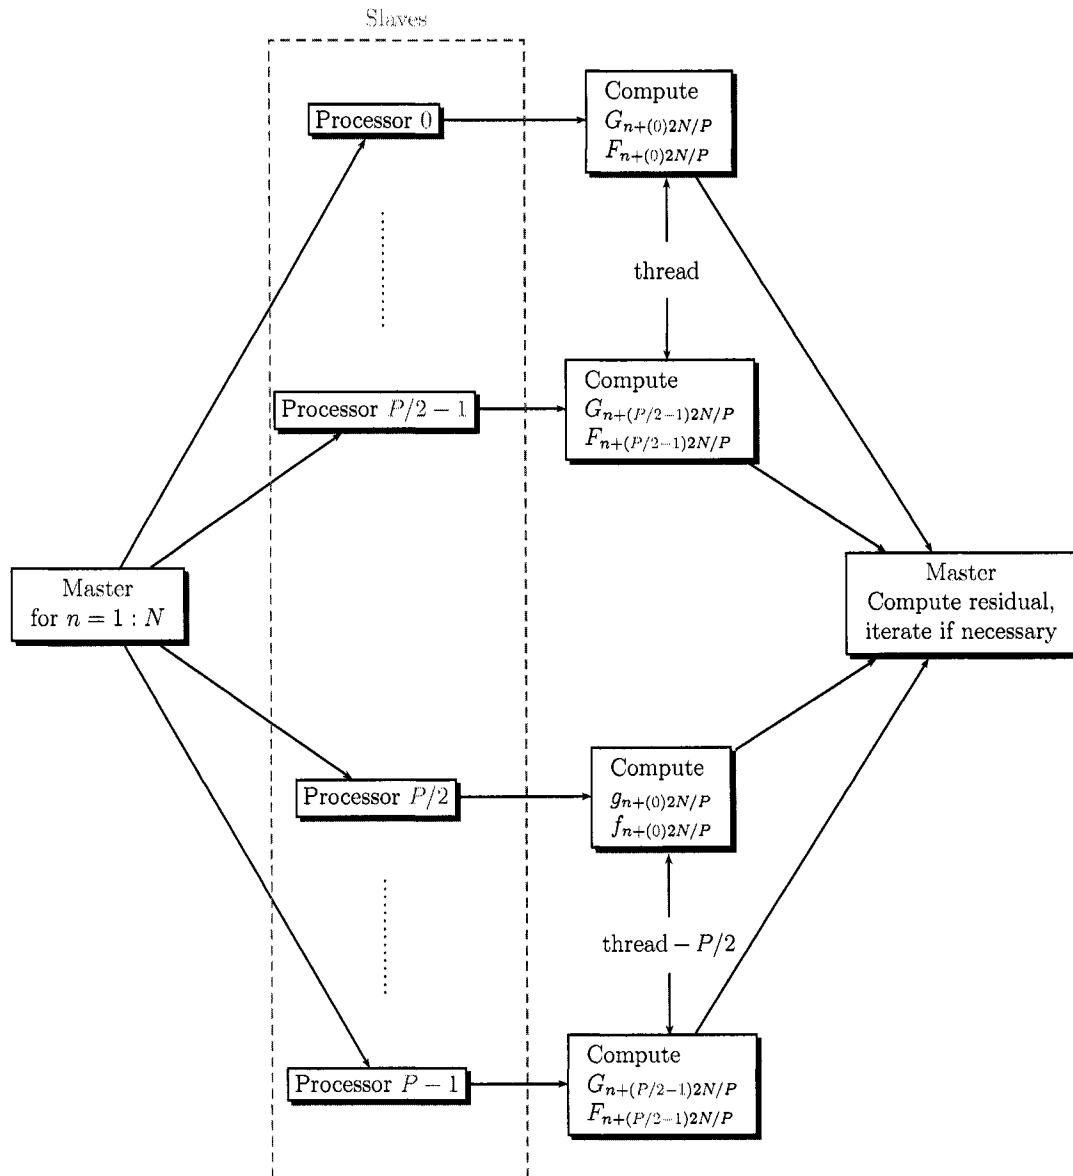 Slaves
Processor 0
Compute
G_{n+(0)2N/P}
F_{n+(0)2N/P}
thread
Processor P/2 − 1
Compute
G_{n+(P/2−1)2N/P}
F_{n+(P/2−1)2N/P}
Master
for n = 1 : N
Master
Compute residual,
iterate if necessary
Processor P/2
Compute
g_{n+(0)2N/P}
f_{n+(0)2N/P}
thread − P/2
Processor P − 1
Compute
G_{n+(P/2−1)2N/P}
F_{n+(P/2−1)2N/P}